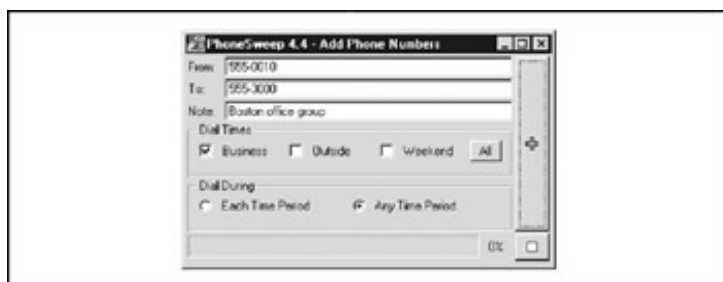 PhoneSweep 4.4 - Add Phone Numbers
From: 555-0010
To: 555-3000
Note: Boston office group
Dial Times
Business Outside Weekend All
Dial During
Each Time Period Any Time Period
0%